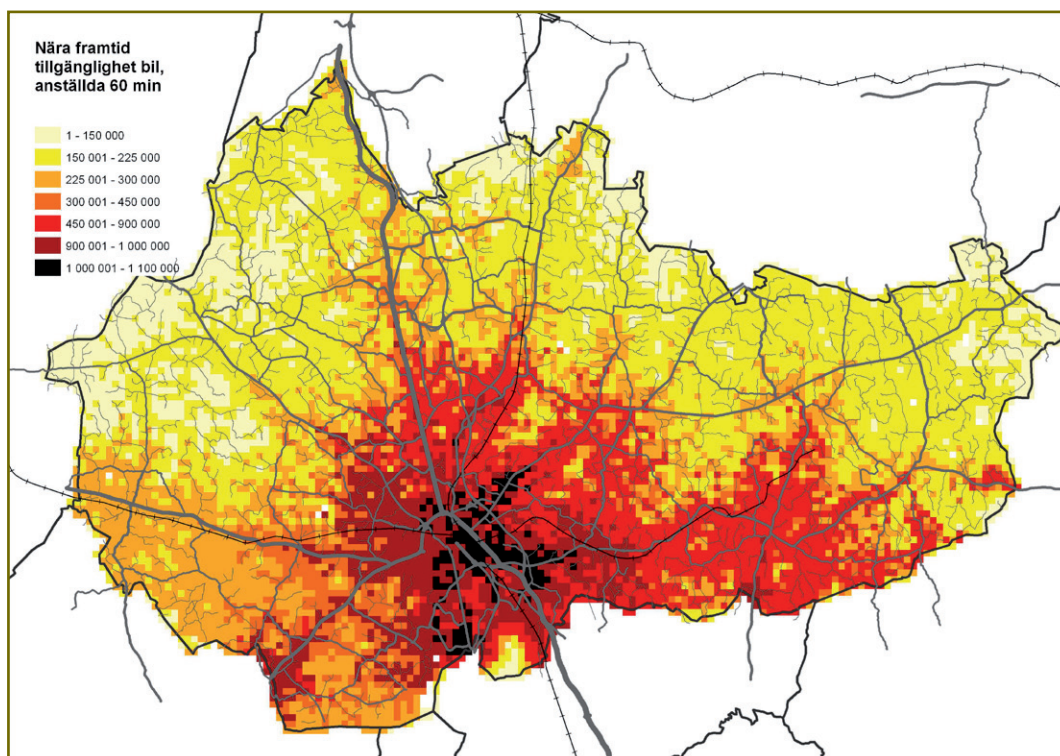 Nära framtid
tillgänglighet bil,
anställda 60 min
1 - 150 000
150 001 - 225 000
225 001 - 300 000
300 001 - 450 000
450 001 - 900 000
900 001 - 1 000 000
1 000 001 - 1 100 000